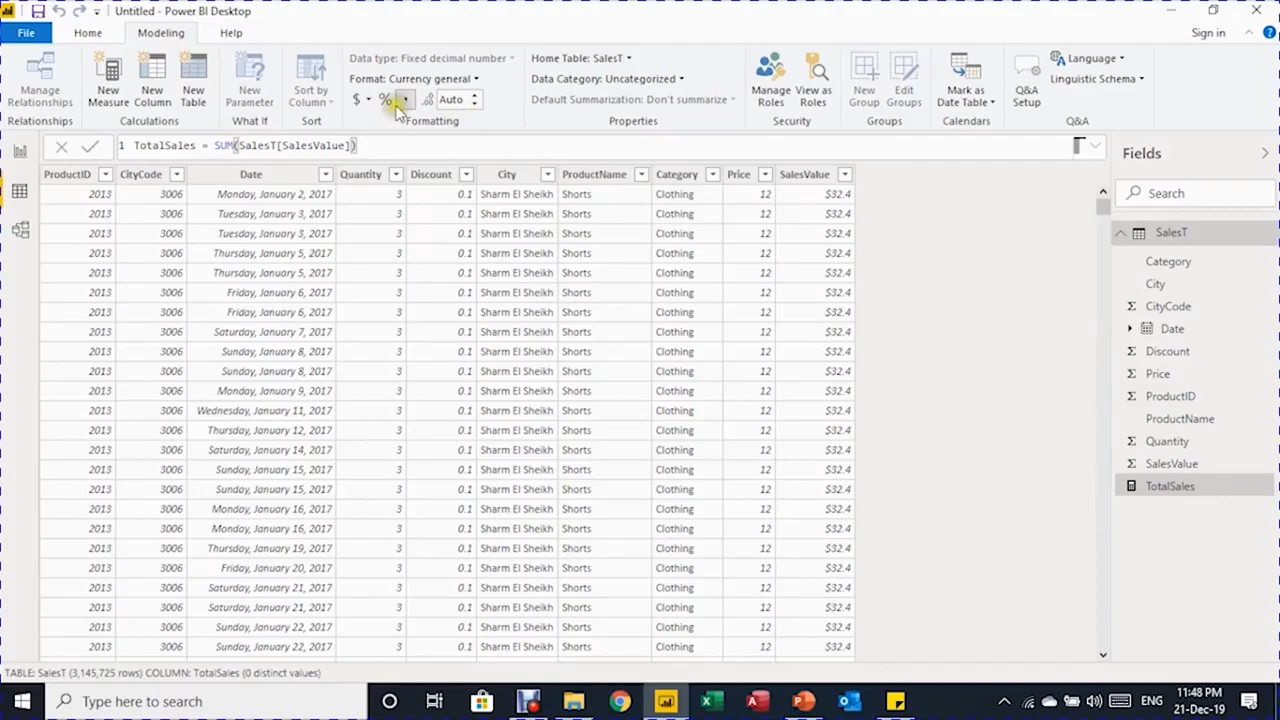 Untitled - Power BI Desktop
File
Home
Modeling
Help
Sign in
Manage
Relationships
Relationships
New
Measure
New
Column
New
Table
Calculations
New
Parameter
What If
Sort by
Column
Sort
Data type: Fixed decimal number
Format: Currency general
$ % Auto
Formatting
Home Table: SalesT
Data Category: Uncategorized
Default Summarization: Don't summarize
Properties
Manage
Roles
View as
Roles
Security
New
Group
Edit
Groups
Groups
Mark as
Date Table
Calendars
Q&A
Setup
Language
Linguistic Schema
Q&A
1 TotalSales = SUM(SalesT[SalesValue])
ProductID CityCode Date Quantity Discount City ProductName Category Price SalesValue
2013 3006 Monday, January 2, 2017 3 0.1 Sharm El Sheikh Shorts Clothing 12 $32.4
2013 3006 Tuesday, January 3, 2017 3 0.1 Sharm El Sheikh Shorts Clothing 12 $32.4
2013 3006 Tuesday, January 3, 2017 3 0.1 Sharm El Sheikh Shorts Clothing 12 $32.4
2013 3006 Thursday, January 5, 2017 3 0.1 Sharm El Sheikh Shorts Clothing 12 $32.4
2013 3006 Thursday, January 5, 2017 3 0.1 Sharm El Sheikh Shorts Clothing 12 $32.4
2013 3006 Friday, January 6, 2017 3 0.1 Sharm El Sheikh Shorts Clothing 12 $32.4
2013 3006 Friday, January 6, 2017 3 0.1 Sharm El Sheikh Shorts Clothing 12 $32.4
2013 3006 Saturday, January 7, 2017 3 0.1 Sharm El Sheikh Shorts Clothing 12 $32.4
2013 3006 Sunday, January 8, 2017 3 0.1 Sharm El Sheikh Shorts Clothing 12 $32.4
2013 3006 Sunday, January 8, 2017 3 0.1 Sharm El Sheikh Shorts Clothing 12 $32.4
2013 3006 Monday, January 9, 2017 3 0.1 Sharm El Sheikh Shorts Clothing 12 $32.4
2013 3006 Wednesday, January 11, 2017 3 0.1 Sharm El Sheikh Shorts Clothing 12 $32.4
2013 3006 Thursday, January 12, 2017 3 0.1 Sharm El Sheikh Shorts Clothing 12 $32.4
2013 3006 Saturday, January 14, 2017 3 0.1 Sharm El Sheikh Shorts Clothing 12 $32.4
2013 3006 Sunday, January 15, 2017 3 0.1 Sharm El Sheikh Shorts Clothing 12 $32.4
2013 3006 Sunday, January 15, 2017 3 0.1 Sharm El Sheikh Shorts Clothing 12 $32.4
2013 3006 Monday, January 16, 2017 3 0.1 Sharm El Sheikh Shorts Clothing 12 $32.4
2013 3006 Monday, January 16, 2017 3 0.1 Sharm El Sheikh Shorts Clothing 12 $32.4
2013 3006 Thursday, January 19, 2017 3 0.1 Sharm El Sheikh Shorts Clothing 12 $32.4
2013 3006 Friday, January 20, 2017 3 0.1 Sharm El Sheikh Shorts Clothing 12 $32.4
2013 3006 Saturday, January 21, 2017 3 0.1 Sharm El Sheikh Shorts Clothing 12 $32.4
2013 3006 Saturday, January 21, 2017 3 0.1 Sharm El Sheikh Shorts Clothing 12 $32.4
2013 3006 Sunday, January 22, 2017 3 0.1 Sharm El Sheikh Shorts Clothing 12 $32.4
2013 3006 Sunday, January 22, 2017 3 0.1 Sharm El Sheikh Shorts Clothing 12 $32.4
Fields
Search
SalesT
Category
City
CityCode
Date
Discount
Price
ProductID
ProductName
Quantity
SalesValue
TotalSales
TABLE: SalesT (3,145,725 rows) COLUMN: TotalSales (0 distinct values)
Type here to search
ENG
11:48 PM
21-Dec-19